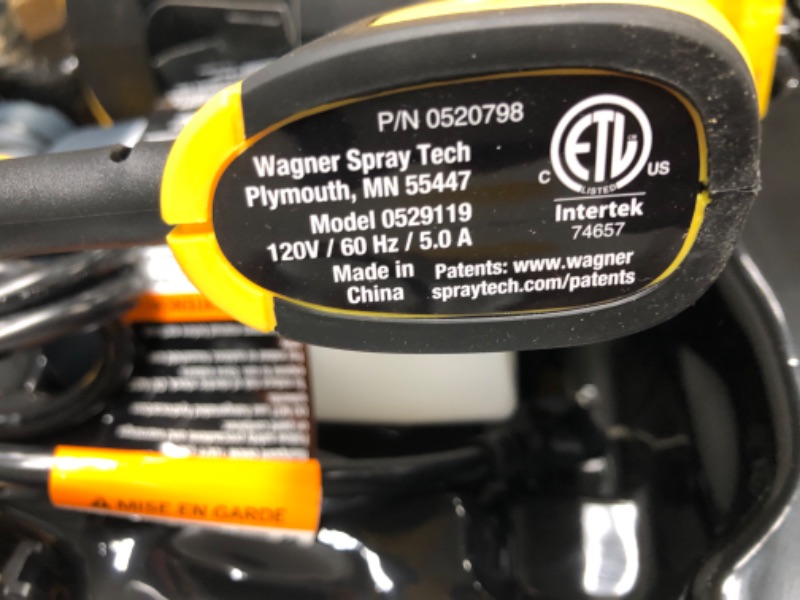 P/N 0520798
Wagner Spray Tech
Plymouth, MN 55447
Model 0529119
120V / 60 Hz / 5.0 A
Made in
China
Patents: www.wagner
spraytech.com/patents
ETL
C US
LISTED
Intertek
74657
MISE EN GARDE